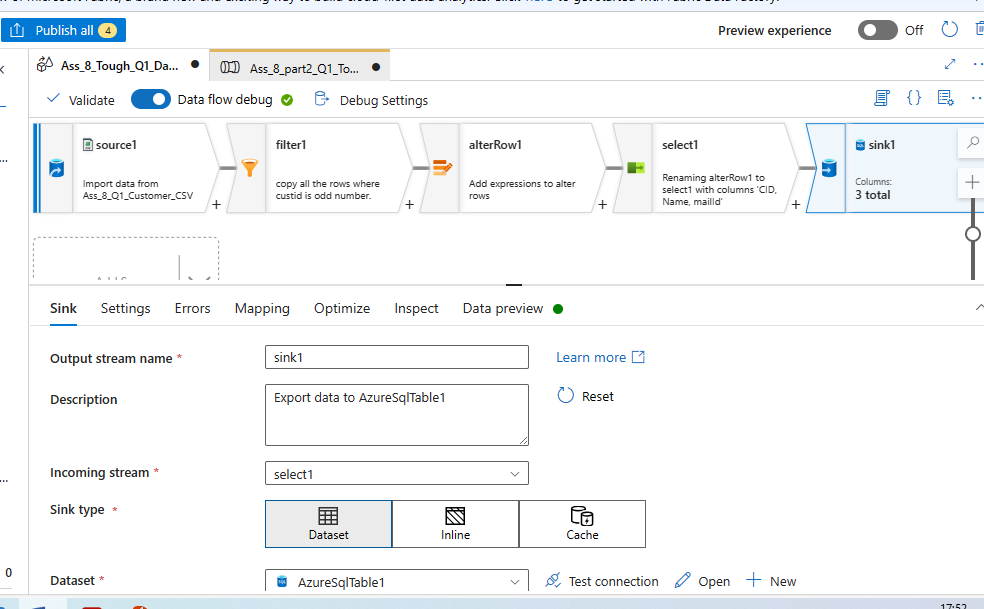 Publish all 4
Preview experience Off
Ass_8_Tough_Q1_Da...
Ass_8_part2_Q1_To...
Validate
Data flow debug
Debug Settings
source1
Import data from
Ass_8_Q1_Customer_CSV
filter1
copy all the rows where
custid is odd number.
alterRow1
Add expressions to alter
rows
select1
Renaming alterRow1 to
select1 with columns 'CID,
Name, mailId'
sink1
Columns:
3 total
Sink Settings Errors Mapping Optimize Inspect Data preview
Output stream name * sink1 Learn more
Description Export data to AzureSqlTable1 Reset
Incoming stream * select1
Sink type *
Dataset Inline Cache
0
Dataset * AzureSqlTable1 Test connection Open New
17:52